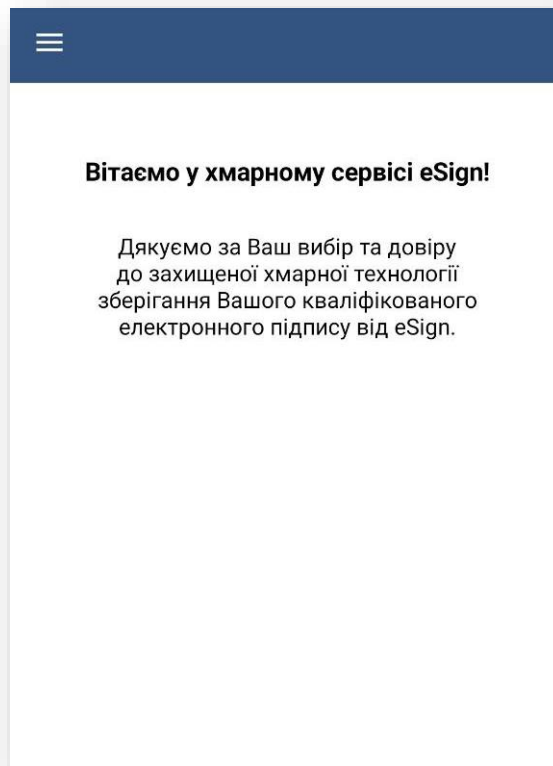 Вітаємо у хмарному сервісі eSign!
Дякуємо за Ваш вибір та довіру
до захищеної хмарної технології
зберігання Вашого кваліфікованого
електронного підпису від eSign.